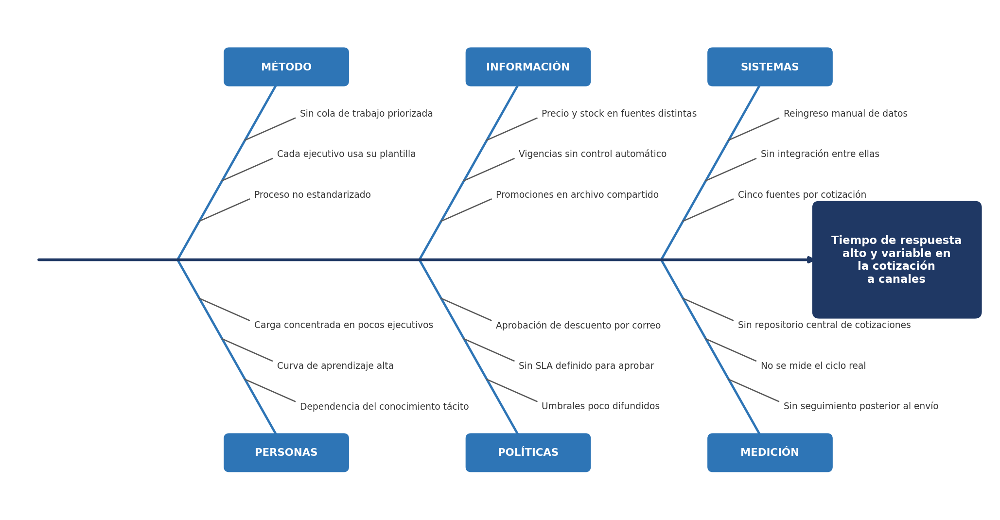 MÉTODO
INFORMACIÓN
SISTEMAS
Sin cola de trabajo priorizada
Precio y stock en fuentes distintas
Reingreso manual de datos
Cada ejecutivo usa su plantilla
Vigencias sin control automático
Sin integración entre ellas
Proceso no estandarizado
Promociones en archivo compartido
Cinco fuentes por cotización
Tiempo de respuesta
alto y variable en
la cotización
a canales
Carga concentrada en pocos ejecutivos
Aprobación de descuento por correo
Sin repositorio central de cotizaciones
Curva de aprendizaje alta
Sin SLA definido para aprobar
No se mide el ciclo real
Dependencia del conocimiento tácito
Umbrales poco difundidos
Sin seguimiento posterior al envío
PERSONAS
POLÍTICAS
MEDICIÓN